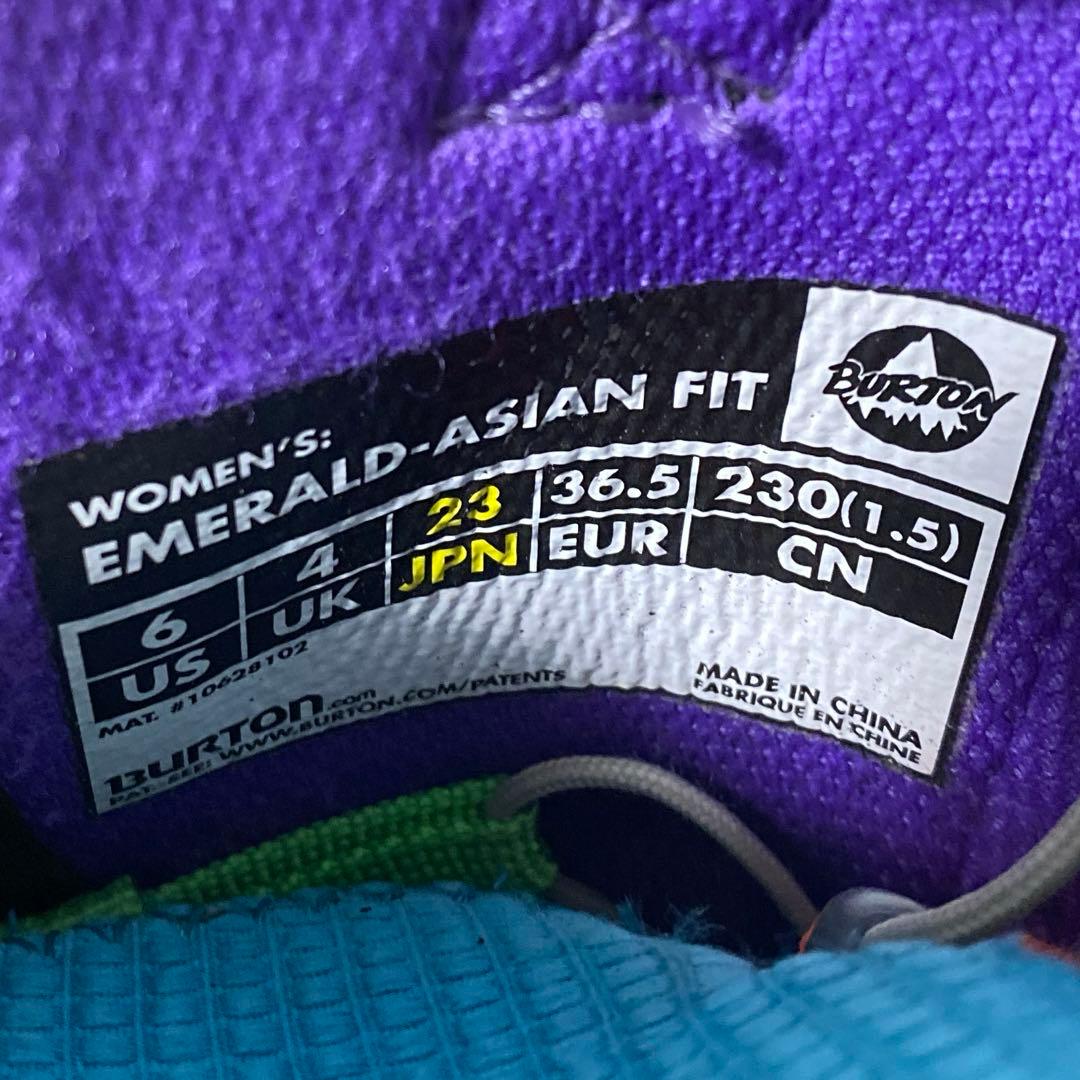 WOMEN'S:
EMERALD-ASIAN FIT
BURTON
6 4 23 36.5 230(1.5)
US UK JPN EUR CN
MAT. #10628102
BURTON.com
PAT. SEE: WWW.BURTON.COM/PATENTS
MADE IN CHINA
FABRIQUE EN CHINE